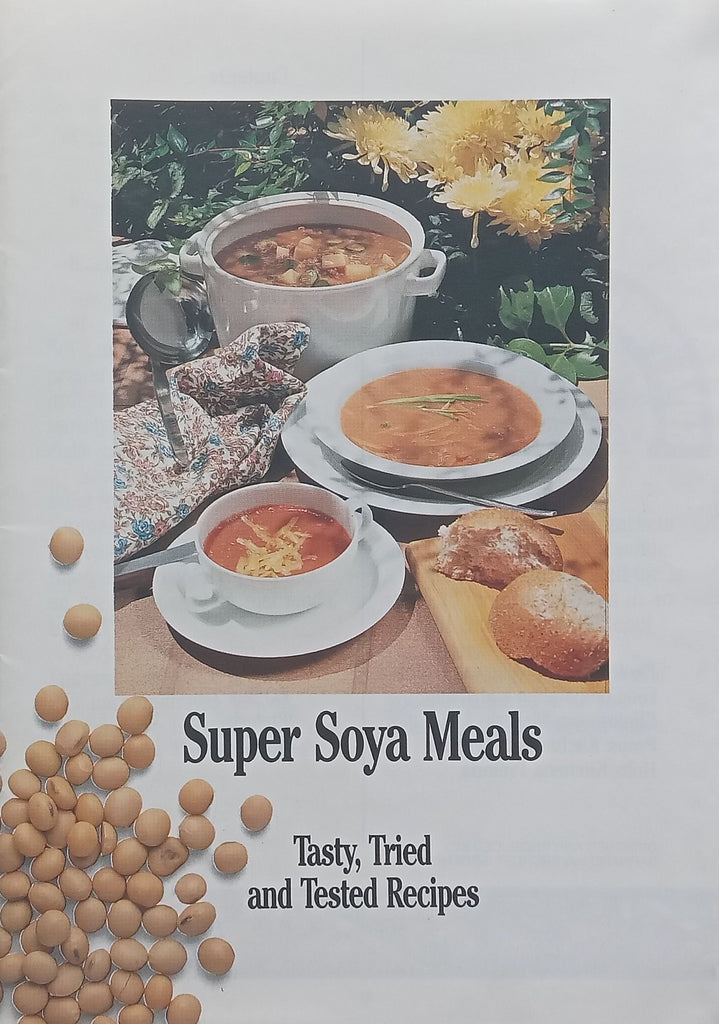 Super Soya Meals
Tasty, Tried
and Tested Recipes